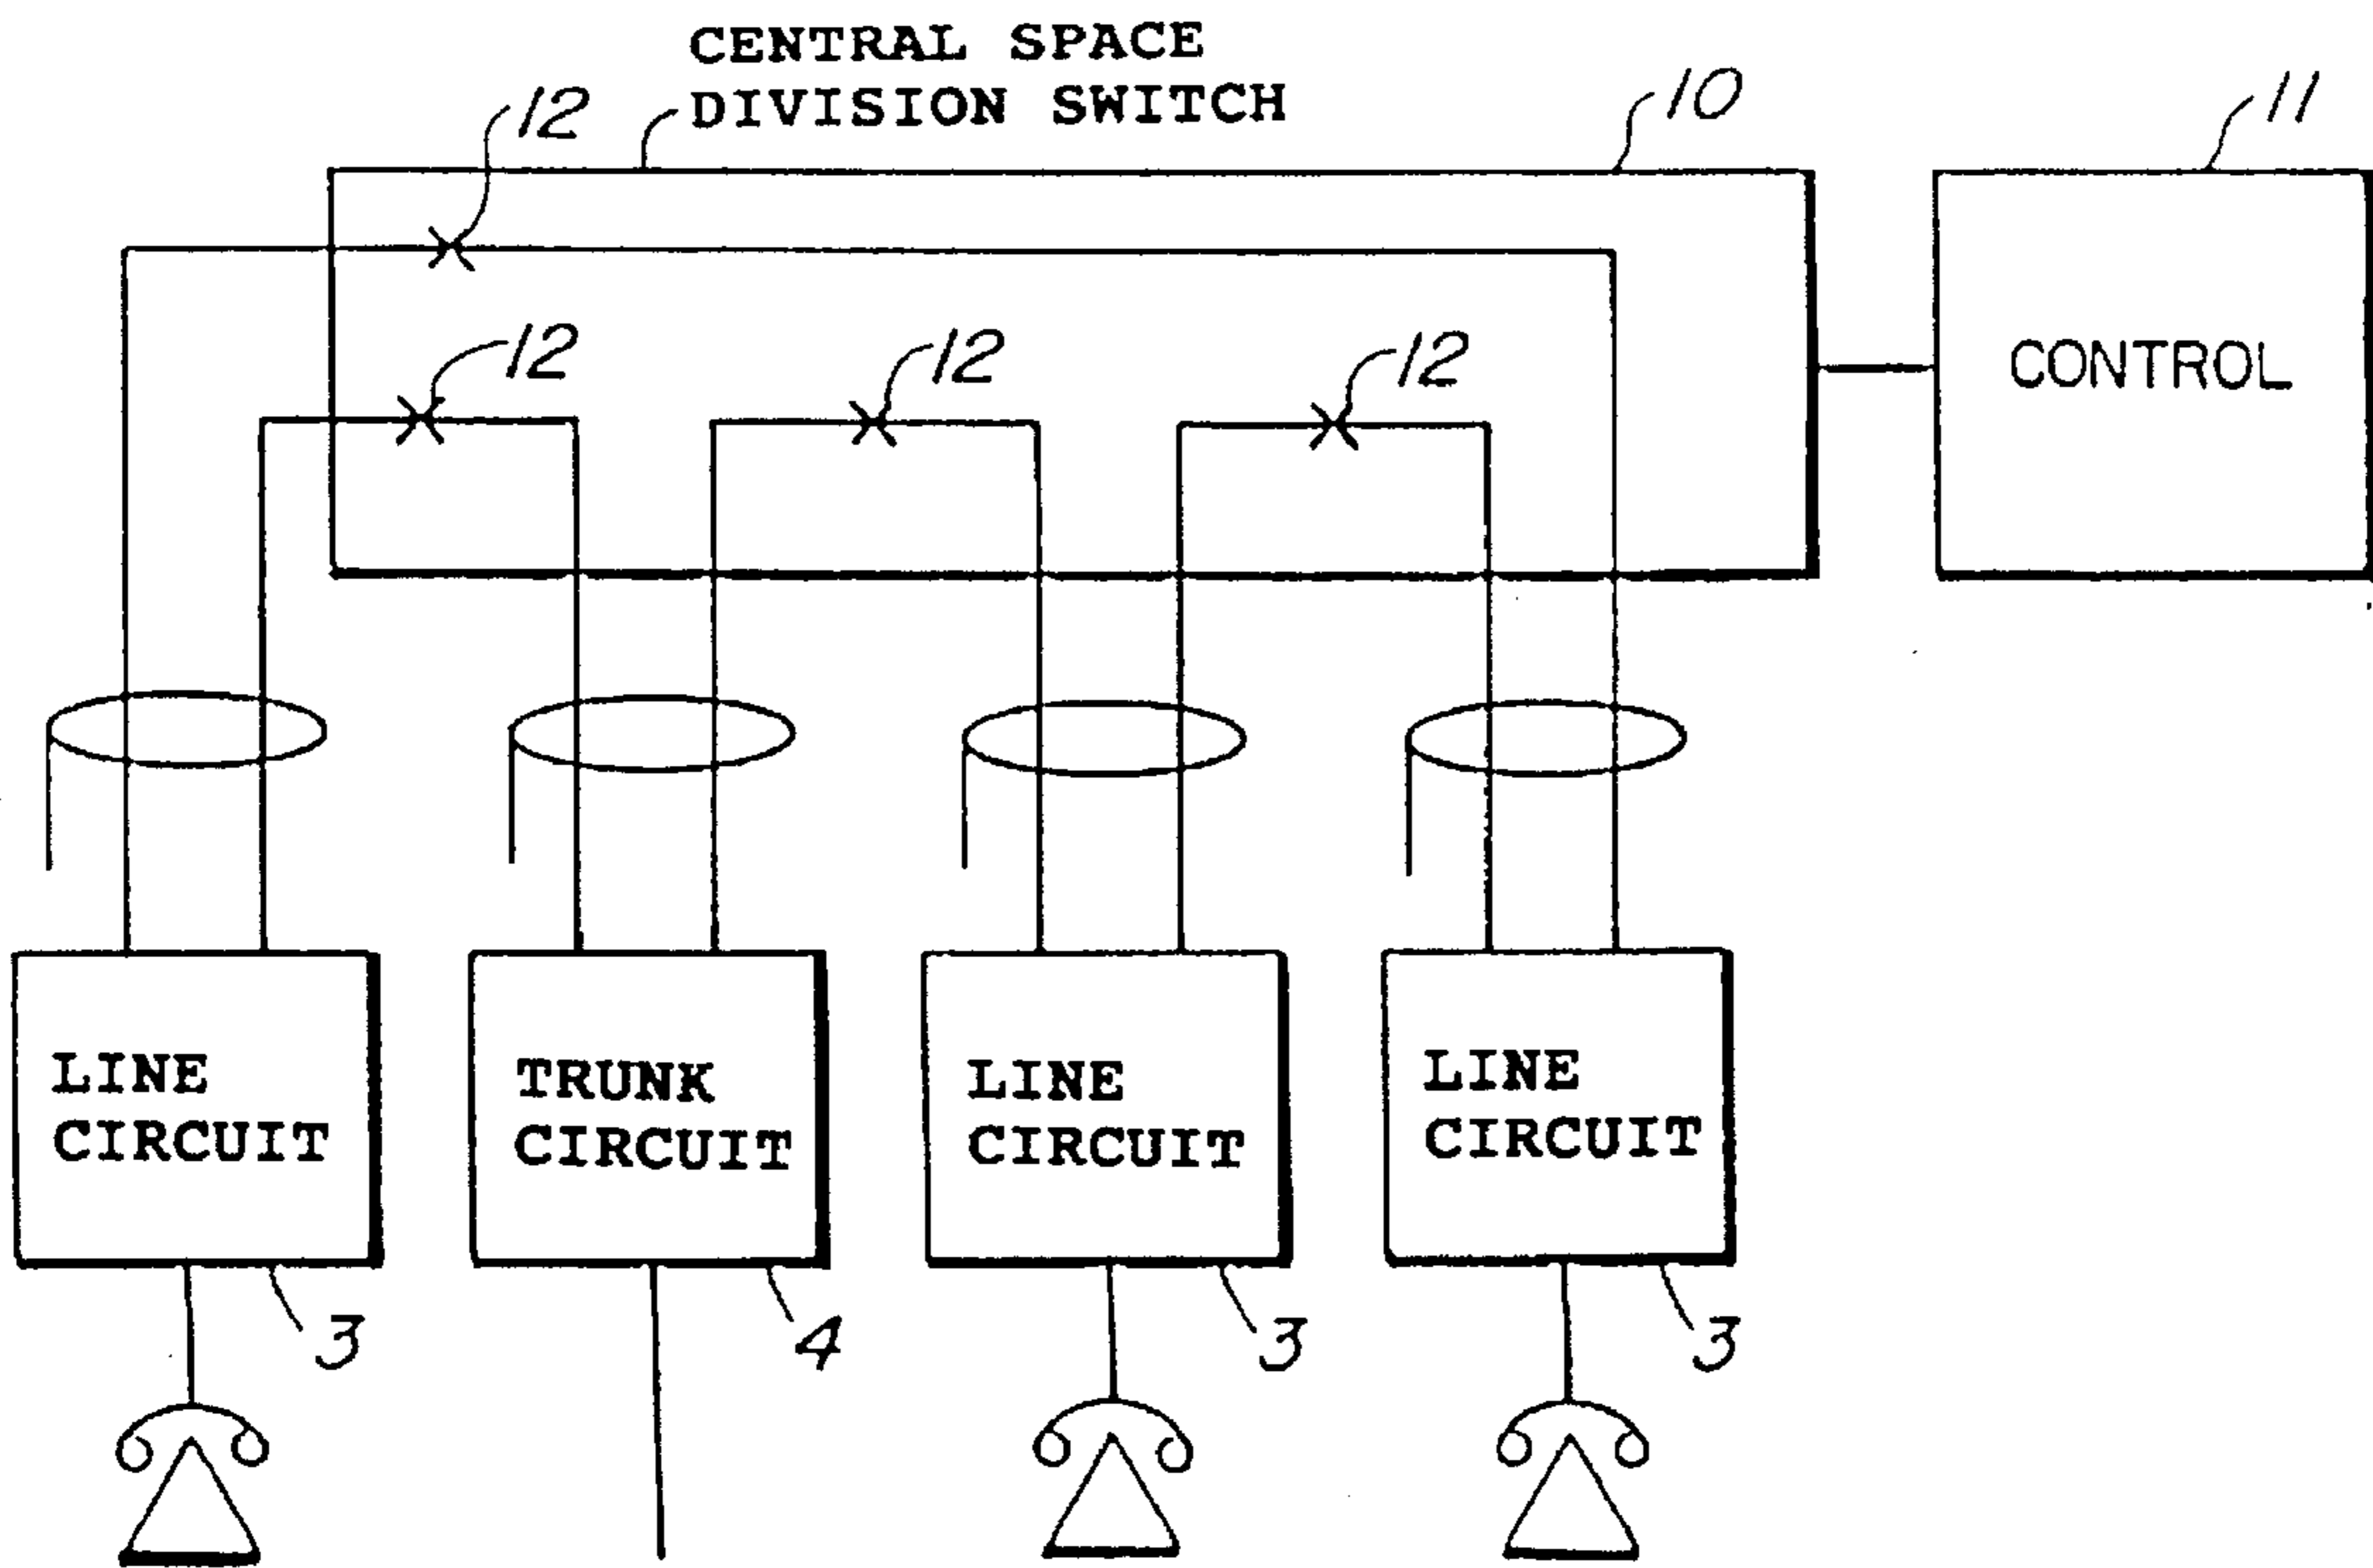 CENTRAL SPACE
DIVISION SWITCH
12
10
11
12
12
12
CONTROL
LINE
CIRCUIT
TRUNK
CIRCUIT
LINE
CIRCUIT
LINE
CIRCUIT
3
4
3
3